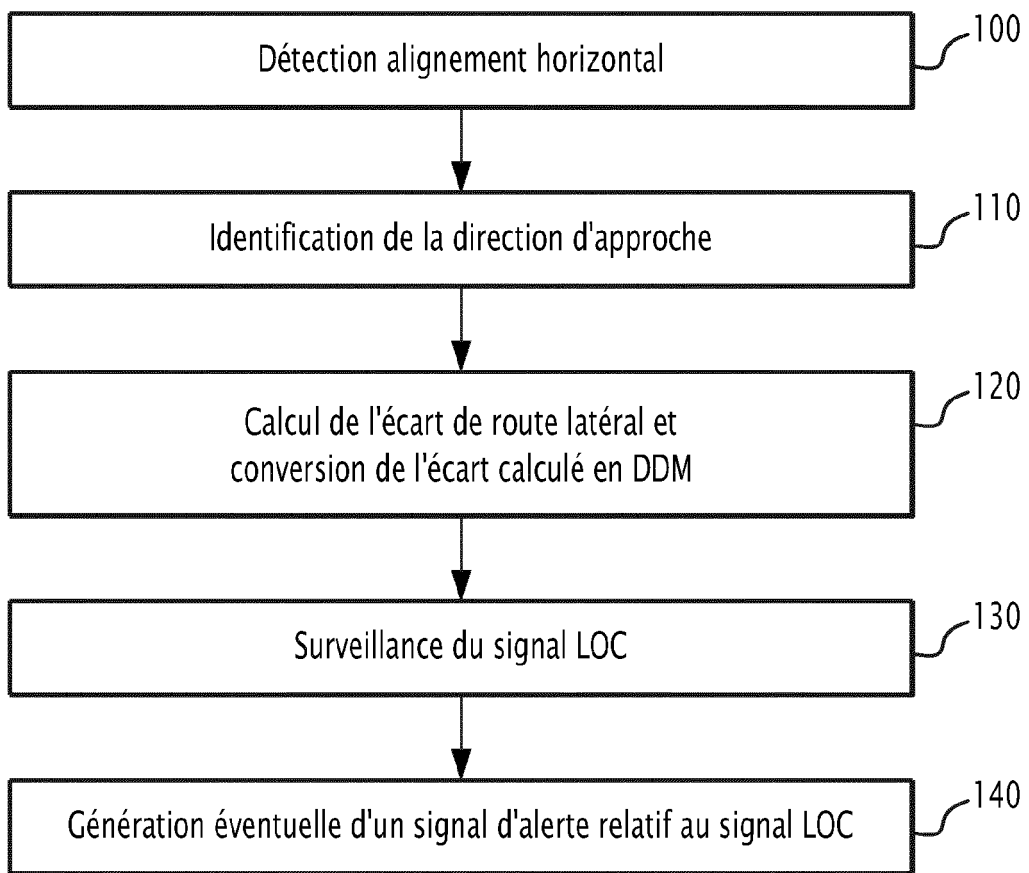 Détection alignement horizontal
100
Identification de la direction d'approche
110
Calcul de l'écart de route latéral et
conversion de l'écart calculé en DDM
120
Surveillance du signal LOC
130
Génération éventuelle d'un signal d'alerte relatif au signal LOC
140